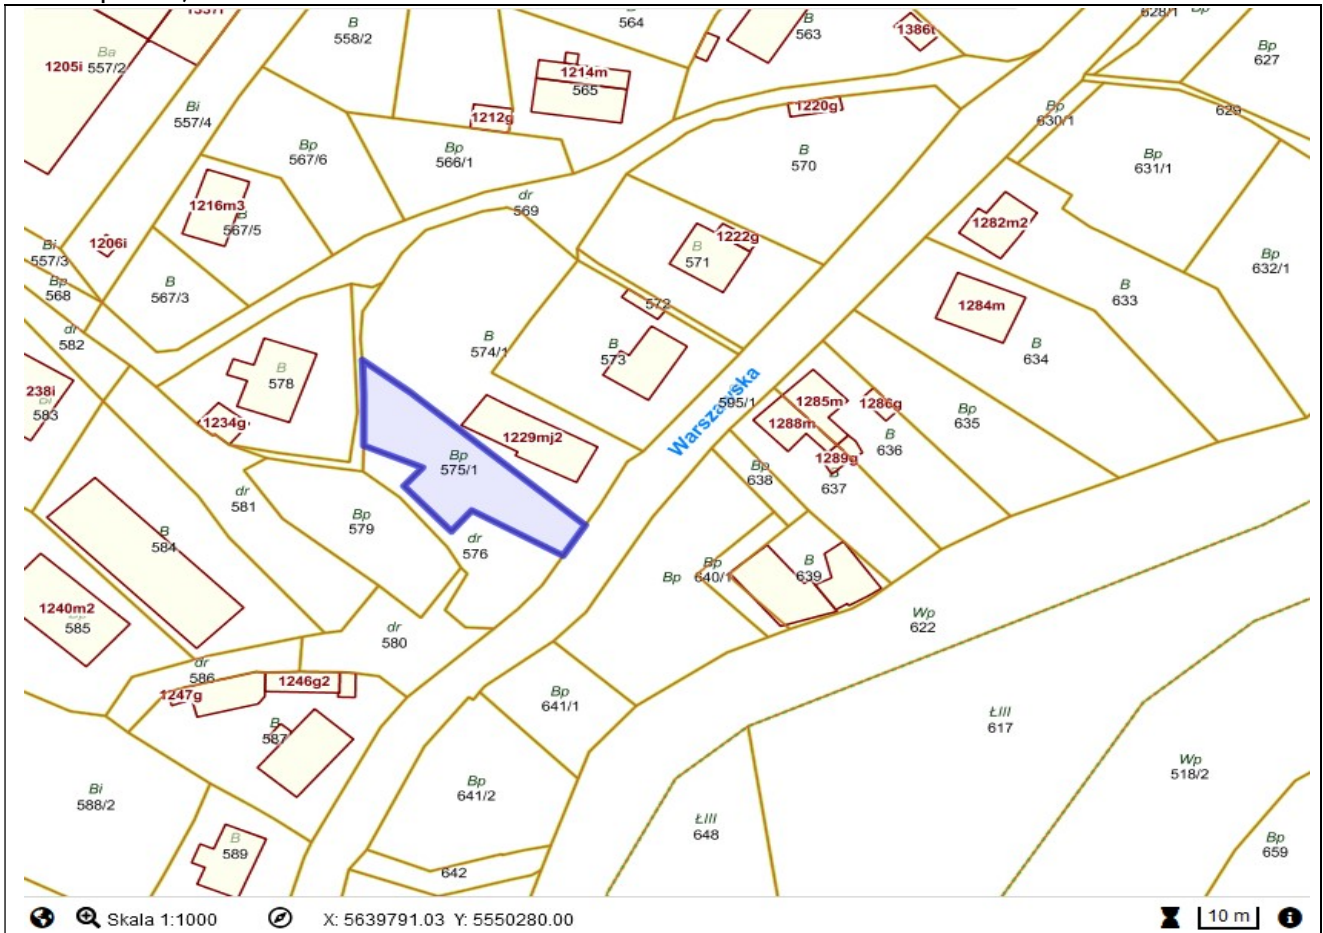 B
558/2
564
B
563
1386t
Bp
627
Ba
557/2
1205i
1214m
565
Bi
557/4
1212g
1220g
Bp
630/1
629
Bp
567/6
Bp
566/1
B
570
Bp
631/1
1216m3
B
567/5
dr
569
1282m2
Bi
557/3
1206i
1222g
B
571
Bp
632/1
Bp
568
B
567/3
572
1284m
B
633
dr
582
B
574/1
B
573
B
634
B
578
238i
583
595/1
Warszawska
1285m
1286g
Bp
635
1234g
1288m
B
636
1229mj2
Bp
575/1
1289g
637
Bp
638
dr
581
Bp
579
B
584
dr
576
Bp
Bp
640/1
B
639
1240m2
585
Wp
622
dr
580
dr
586
1247g
1246g2
Bp
641/1
B
587
ŁIII
617
Wp
518/2
Bi
588/2
Bp
641/2
ŁIII
648
B
589
642
Bp
659
Skala 1:1000
X: 5639791.03 Y: 5550280.00
10 m